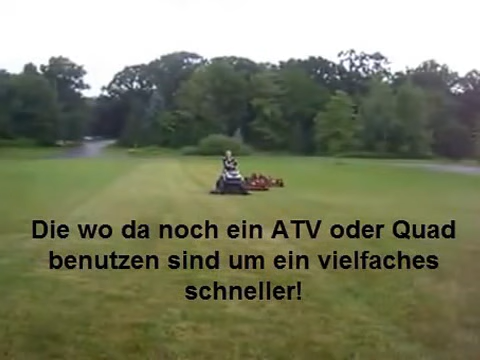 Die wo da noch ein ATV oder Quad
benutzen sind um ein vielfaches
schneller!